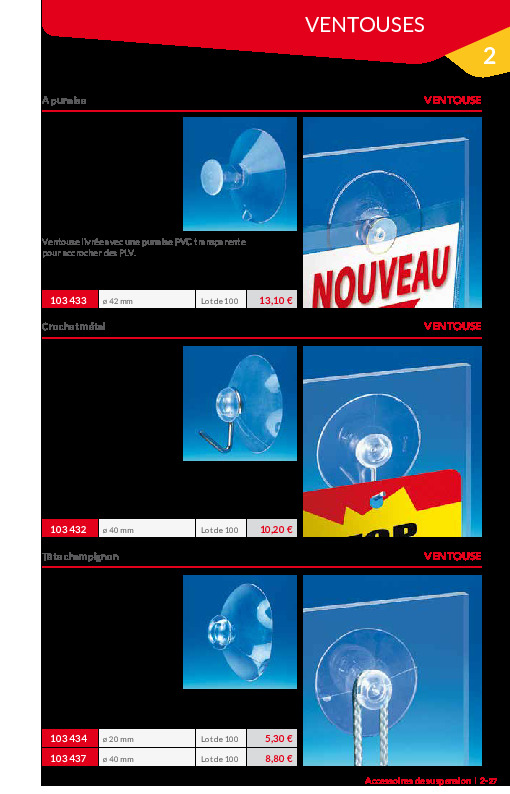 VENTOUSES
2
A punaise VENTOUSE
NOUVEAU
Ventouse livrée avec une punaise PVC transparente
pour accrocher des PLV.
103 433 ø 42 mm Lot de 100 13,10 €
Crochet métal VENTOUSE
103 432 ø 40 mm Lot de 100 10,20 €
Tête champignon VENTOUSE
103 434 ø 20 mm Lot de 100 5,30 €
103 437 ø 40 mm Lot de 100 8,80 €
Accessoires de suspension | 2-27